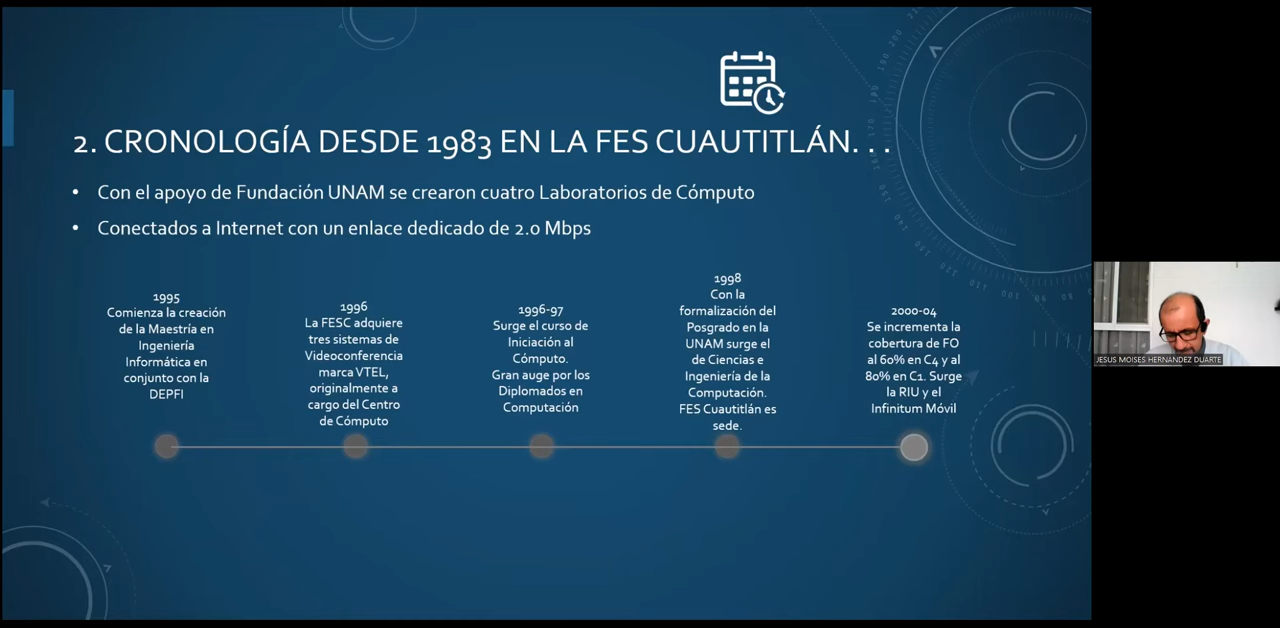 2. CRONOLOGÍA DESDE 1983 EN LA FES CUAUTITLÁN. . .
• Con el apoyo de Fundación UNAM se crearon cuatro Laboratorios de Cómputo
• Conectados a Internet con un enlace dedicado de 2.0 Mbps
1995
Comienza la creación
de la Maestría en
Ingeniería
Informática en
conjunto con la
DEPFI
1996
La FESC adquiere
tres sistemas de
Videoconferencia
marca VTEL,
originalmente a
cargo del Centro
de Cómputo
1996-97
Surge el curso de
Iniciación al
Cómputo.
Gran auge por los
Diplomados en
Computación
1998
Con la
formalización del
Posgrado en la
UNAM surge el
de Ciencias e
Ingeniería de la
Computación.
FES Cuautitlán es
sede.
2000-04
Se incrementa la
cobertura de FO
al 60% en C4 y al
80% en C1. Surge
la RIU y el
Infinitum Móvil
JESUS MOISES HERNANDEZ DUARTE